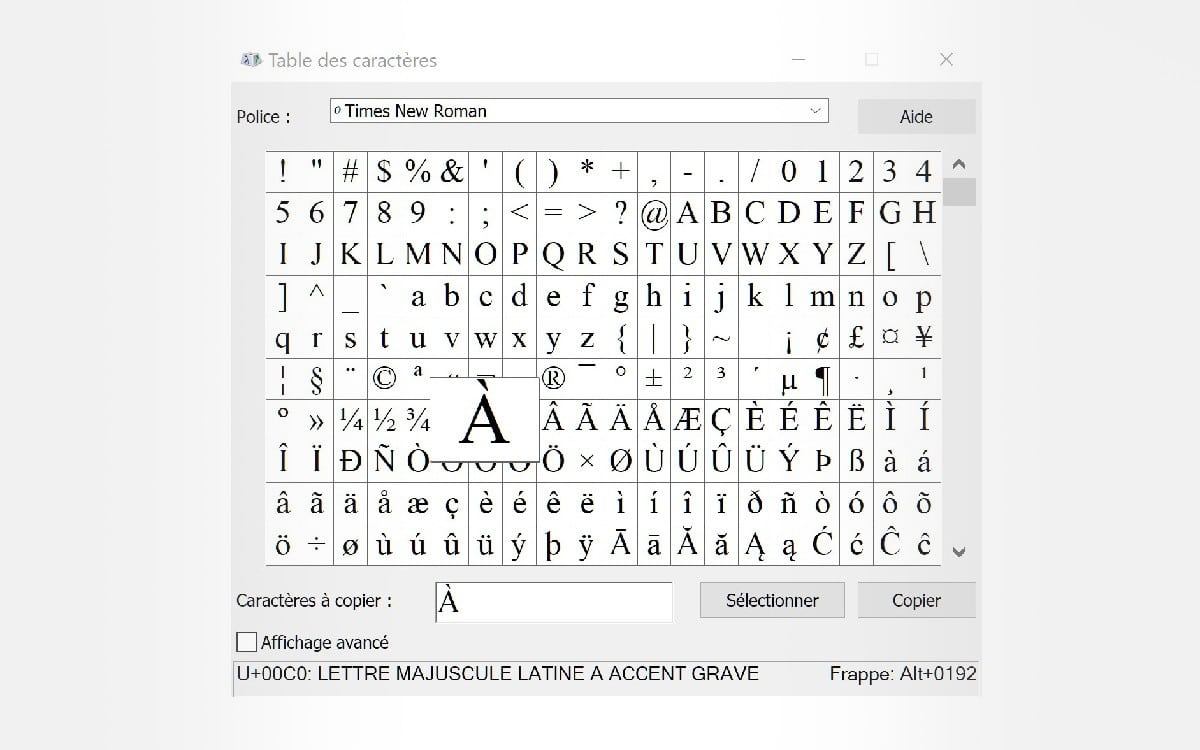 Table des caractères
Police :
Times New Roman
Aide
! " # $ % & ' ( ) * + , - . / 0 1 2 3 4
5 6 7 8 9 : ; < = > ? @ A B C D E F G H
I J K L M N O P Q R S T U V W X Y Z [ \
] ^ _ ` a b c d e f g h i j k l m n o p
q r s t u v w x y z { | } ~ ¡ ¢ £ ¤ ¥
¦ § ¨ © ª ® ¯ ° ± ² ³ ´ µ ¶ · ¸ ¹
º » ¼ ½ ¾ À Â Ã Ä Å Æ Ç È É Ê Ë Ì Í
Î Ï Ð Ñ Ò Ö × Ø Ù Ú Û Ü Ý Þ ß à á
â ã ä å æ ç è é ê ë ì í î ï ð ñ ò ó ô õ
ö ÷ ø ù ú û ü ý þ ÿ Ā ā Ă ă Ą ą Ć ć Ĉ ĉ
Caractères à copier :
À
Sélectionner
Copier
Affichage avancé
U+00C0: LETTRE MAJUSCULE LATINE A ACCENT GRAVE
Frappe: Alt+0192